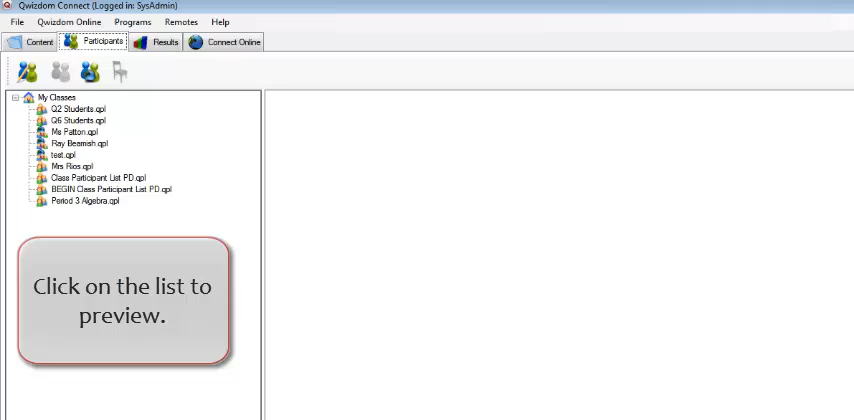 Qwizdom Connect (Logged in: SysAdmin)
File Qwizdom Online Programs Remotes Help
Content Participants Results Connect Online
My Classes
Q2 Students.qpl
Q6 Students.qpl
Ms Patton.qpl
Ray Beamish.qpl
test.qpl
Mrs Rios.qpl
Class Participant List PD.qpl
BEGIN Class Participant List PD.qpl
Period 3 Algebra.qpl
Click on the list to
preview.